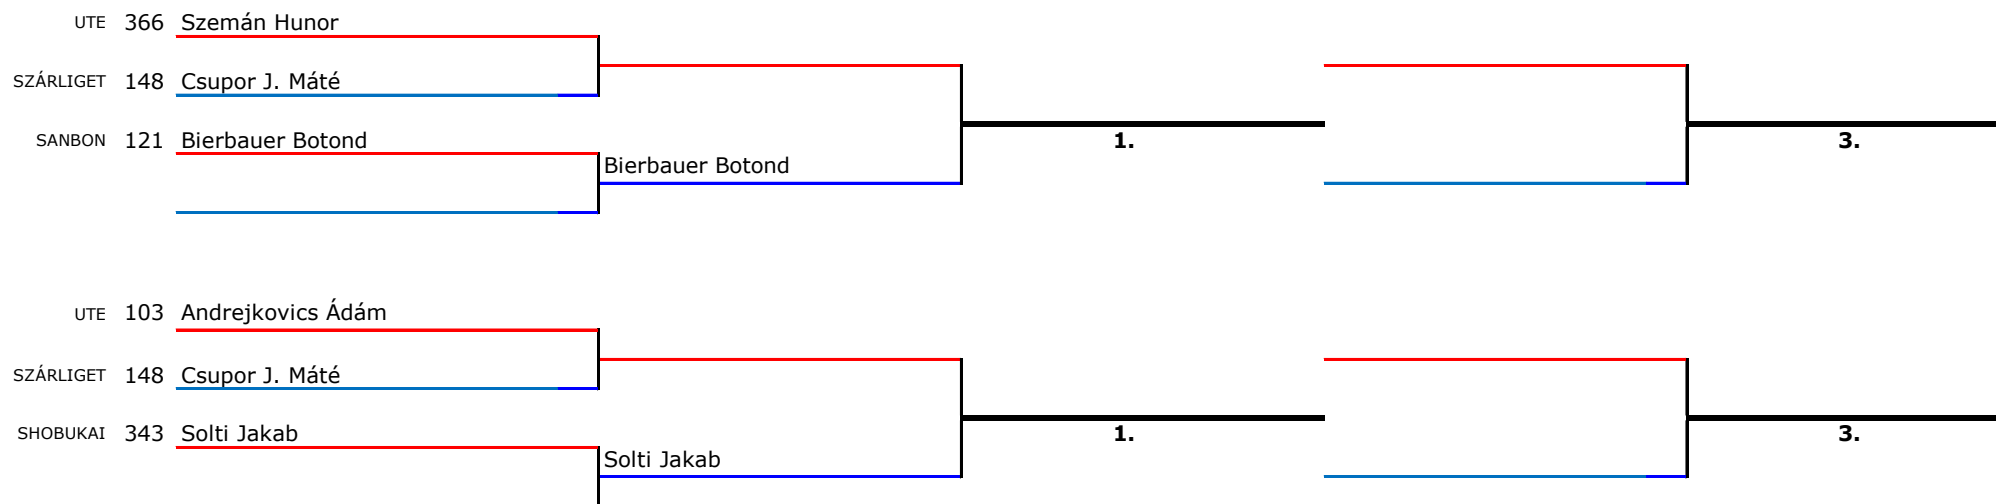 UTE 366 Szemán Hunor
SZÁRLIGET 148 Csupor J. Máté
SANBON 121 Bierbauer Botond 1. 3.
Bierbauer Botond
UTE 103 Andrejkovics Ádám
SZÁRLIGET 148 Csupor J. Máté
SHOBUKAI 343 Solti Jakab 1. 3.
Solti Jakab